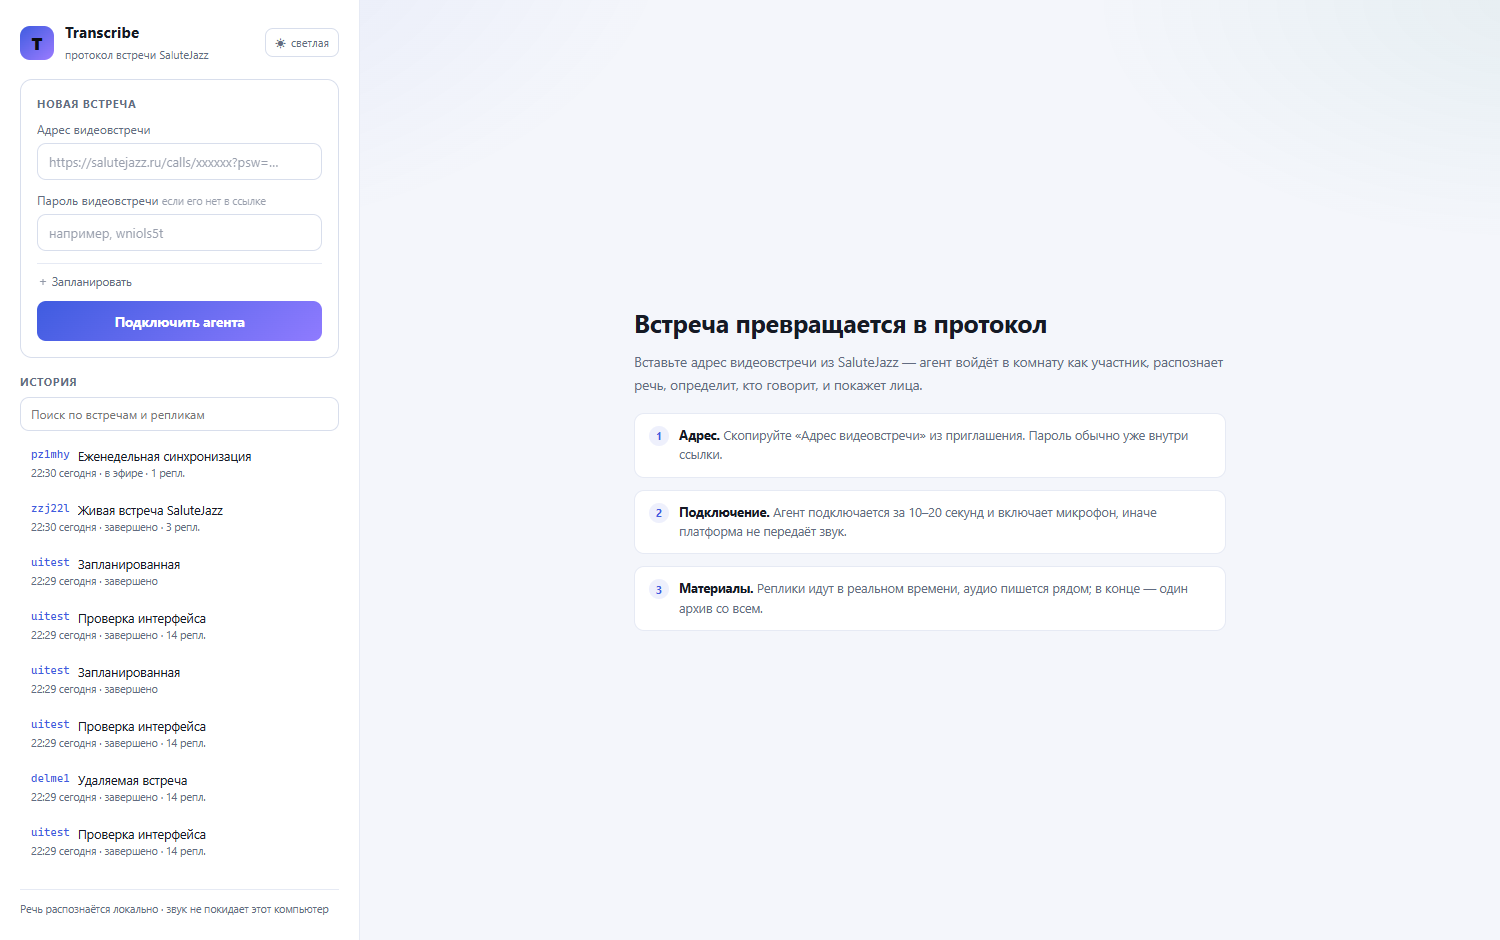 T
Transcribe
протокол встречи SaluteJazz
☀ светлая
НОВАЯ ВСТРЕЧА
Адрес видеовстречи
https://salutejazz.ru/calls/xxxxxx?psw=...
Пароль видеовстречи если его нет в ссылке
например, wniols5t
+ Запланировать
Подключить агента
ИСТОРИЯ
Поиск по встречам и репликам
pz1mhy Еженедельная синхронизация
22:30 сегодня · в эфире · 1 репл.
zzj22l Живая встреча SaluteJazz
22:30 сегодня · завершено · 3 репл.
uitest Запланированная
22:29 сегодня · завершено
uitest Проверка интерфейса
22:29 сегодня · завершено · 14 репл.
uitest Запланированная
22:29 сегодня · завершено
uitest Проверка интерфейса
22:29 сегодня · завершено · 14 репл.
delme1 Удаляемая встреча
22:29 сегодня · завершено · 14 репл.
uitest Проверка интерфейса
22:29 сегодня · завершено · 14 репл.
Речь распознаётся локально · звук не покидает этот компьютер
Встреча превращается в протокол
Вставьте адрес видеовстречи из SaluteJazz — агент войдёт в комнату как участник, распознает
речь, определит, кто говорит, и покажет лица.
1 Адрес. Скопируйте «Адрес видеовстречи» из приглашения. Пароль обычно уже внутри
ссылки.
2 Подключение. Агент подключается за 10–20 секунд и включает микрофон, иначе
платформа не передаёт звук.
3 Материалы. Реплики идут в реальном времени, аудио пишется рядом; в конце — один
архив со всем.